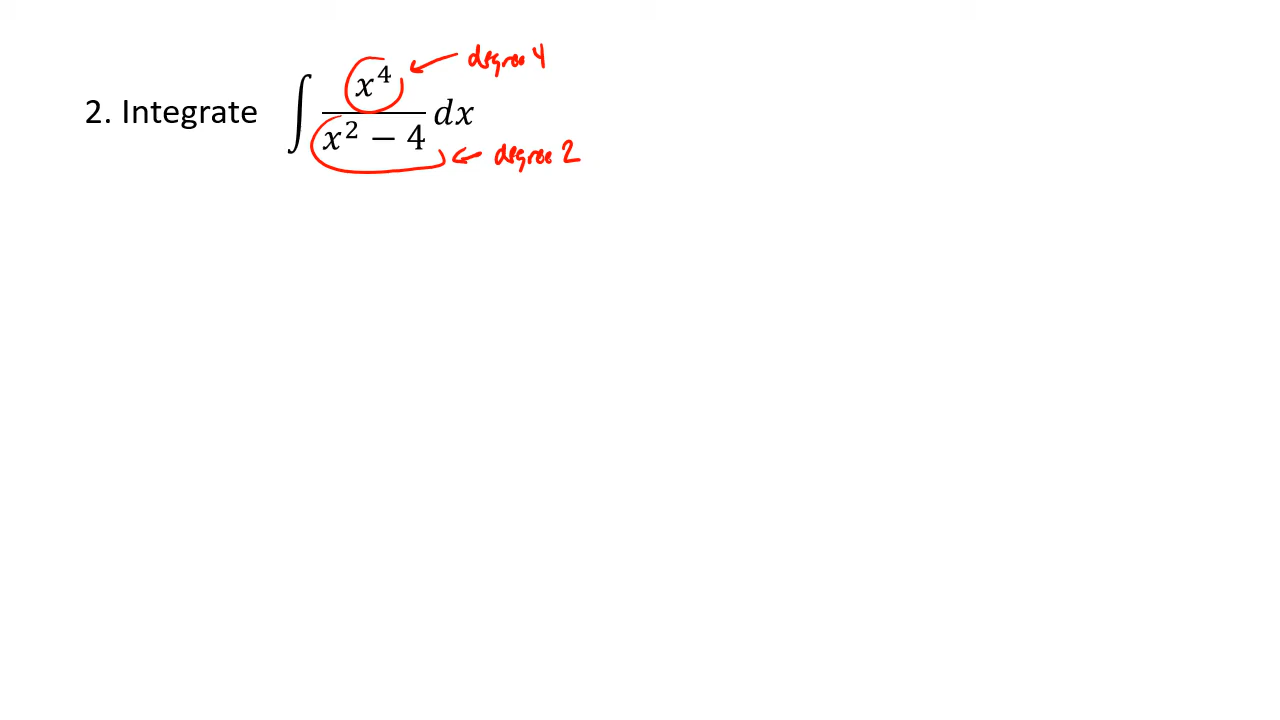 degree 4
2. Integrate ∫ x⁴ / (x² − 4) dx
degree 2